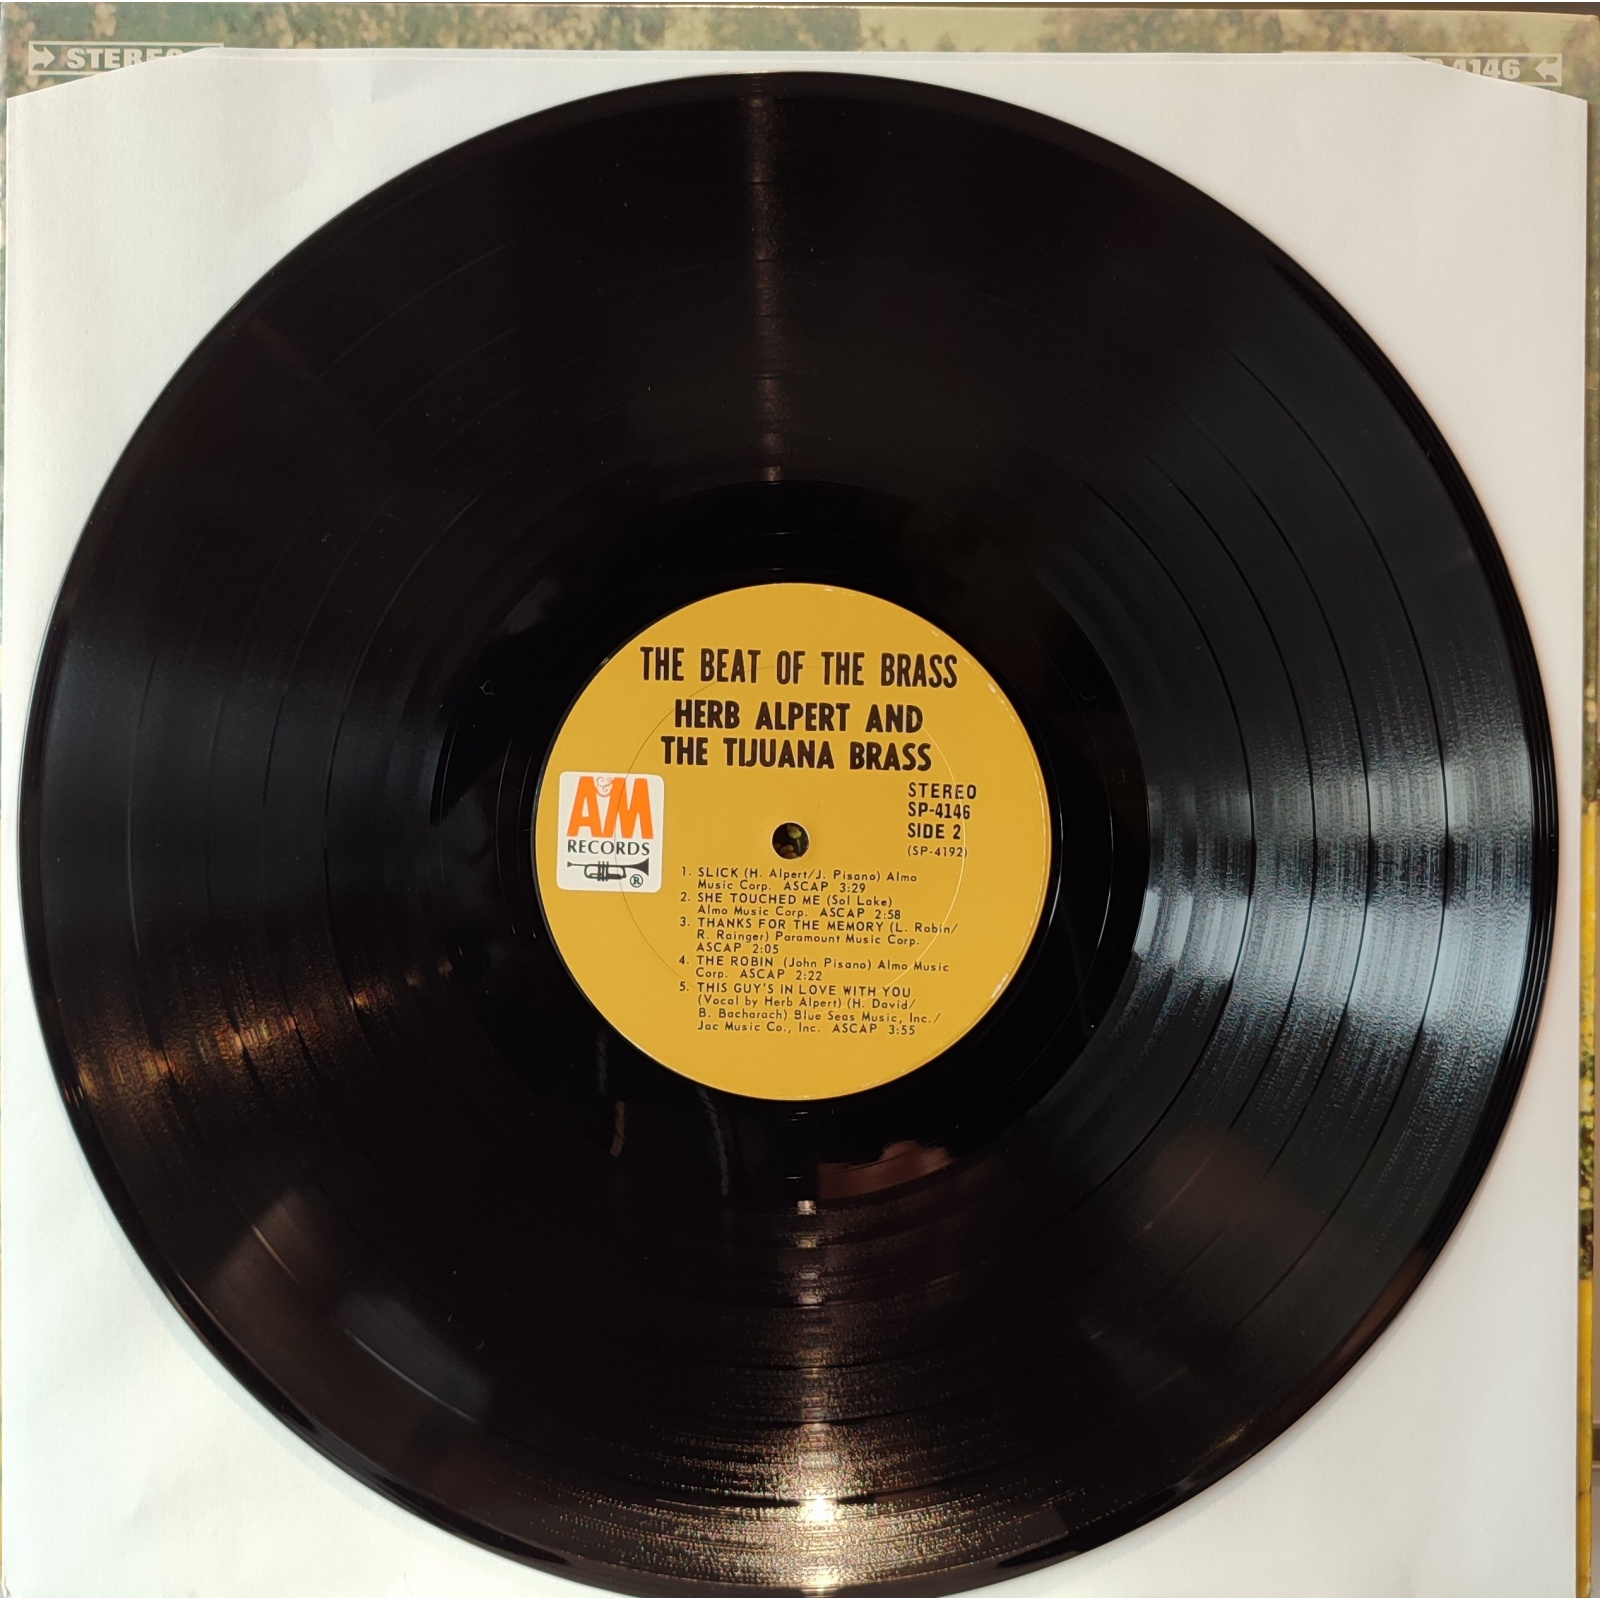 STEREO
4146
THE BEAT OF THE BRASS
HERB ALPERT AND
THE TIJUANA BRASS
A&M
RECORDS
®
STEREO
SP-4146
SIDE 2
(SP-4192)
1. SLICK (H. Alpert/J. Pisano) Almo
Music Corp. ASCAP 3:29
2. SHE TOUCHED ME (Sol Lake)
Almo Music Corp. ASCAP 2:58
3. THANKS FOR THE MEMORY (L. Robin/
R. Rainger) Paramount Music Corp.
ASCAP 2:05
4. THE ROBIN (John Pisano) Almo Music
Corp. ASCAP 2:22
5. THIS GUY'S IN LOVE WITH YOU
(Vocal by Herb Alpert) (H. David/
B. Bacharach) Blue Seas Music, Inc./
Jac Music Co., Inc. ASCAP 3:55